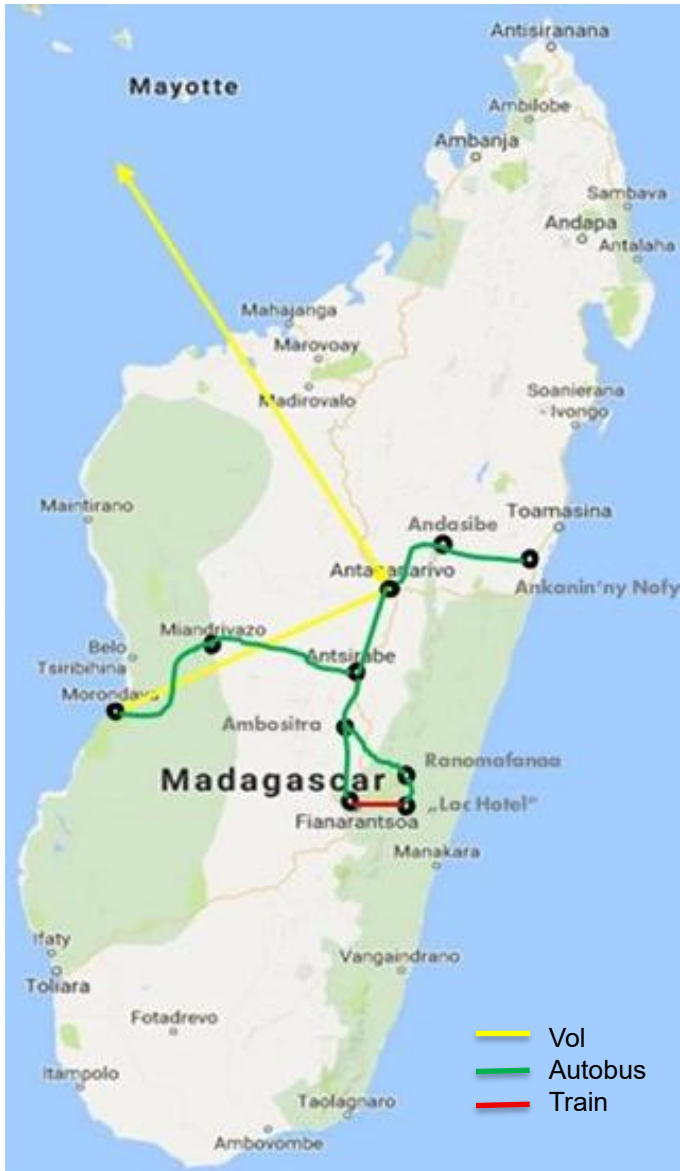 Antisiranana
Mayotte
Ambilobe
Ambanja
Sambava
Andapa
Antalaha
Mahajanga
Marovoay
Madirovalo
Soanierana
- Ivongo
Maintirano
Andasibe
Toamasina
Antananarivo
Ankanin'ny Nofy
Miandrivazo
Belo
Tsiribihina
Antsirabe
Morondava
Ambositra
Ranomafanaa
Madagascar
„Lac Hotel"
Fianarantsoa
Manakara
Ifaty
Toliara
Vangaindrano
Fotadrevo
Vol
Autobus
Train
Itampolo
Taolagnaro
Ambovombe